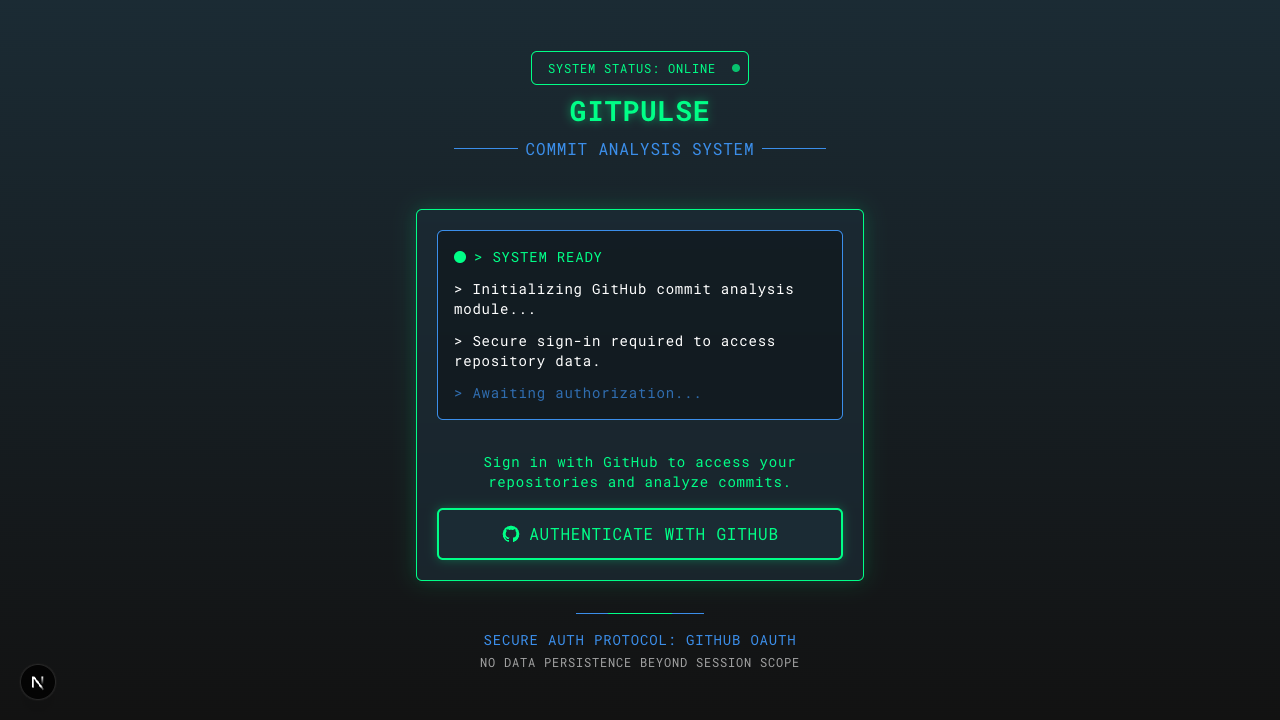 SYSTEM STATUS: ONLINE
GITPULSE
COMMIT ANALYSIS SYSTEM
> SYSTEM READY
> Initializing GitHub commit analysis
module...
> Secure sign-in required to access
repository data.
> Awaiting authorization...
Sign in with GitHub to access your
repositories and analyze commits.
AUTHENTICATE WITH GITHUB
SECURE AUTH PROTOCOL: GITHUB OAUTH
NO DATA PERSISTENCE BEYOND SESSION SCOPE
N